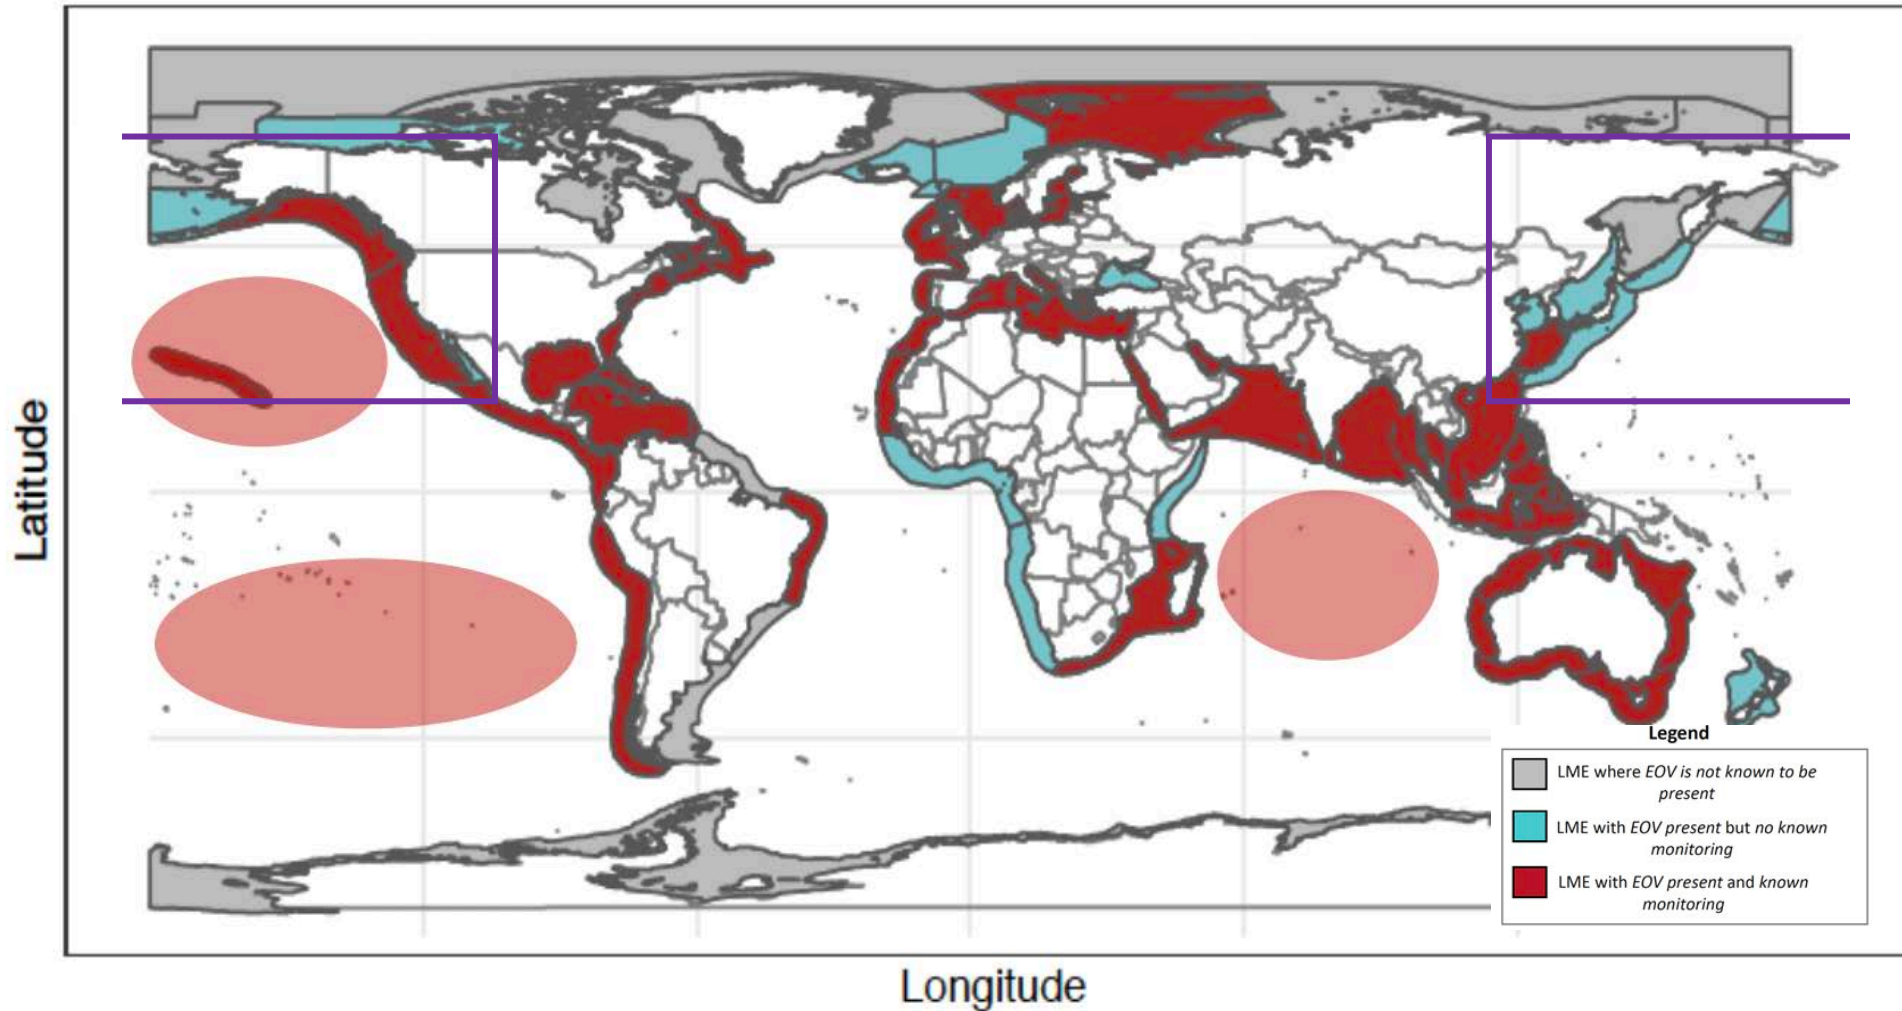 Latitude
Legend
LME where EOV is not known to be
present
LME with EOV present but no known
monitoring
LME with EOV present and known
monitoring
Longitude